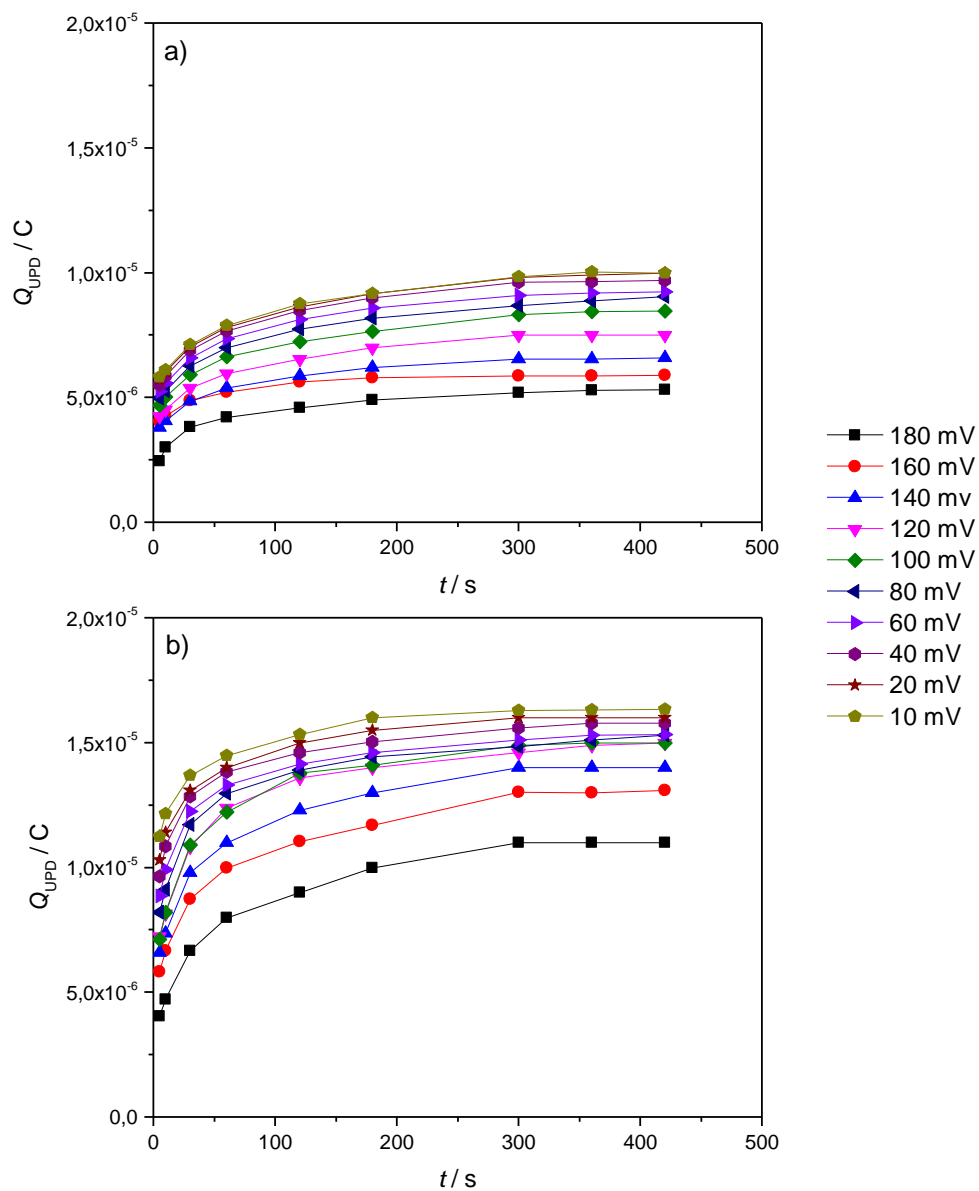 a)
2,0x10⁻⁵
1,5x10⁻⁵
1,0x10⁻⁵
5,0x10⁻⁶
0,0
Q_UPD / C
0 100 200 300 400 500
t / s
b)
2,0x10⁻⁵
1,5x10⁻⁵
1,0x10⁻⁵
5,0x10⁻⁶
0,0
Q_UPD / C
0 100 200 300 400 500
t / s
180 mV
160 mV
140 mv
120 mV
100 mV
80 mV
60 mV
40 mV
20 mV
10 mV